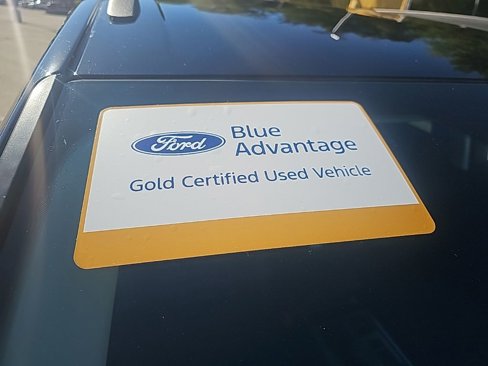 Ford
Blue
Advantage
Gold Certified Used Vehicle